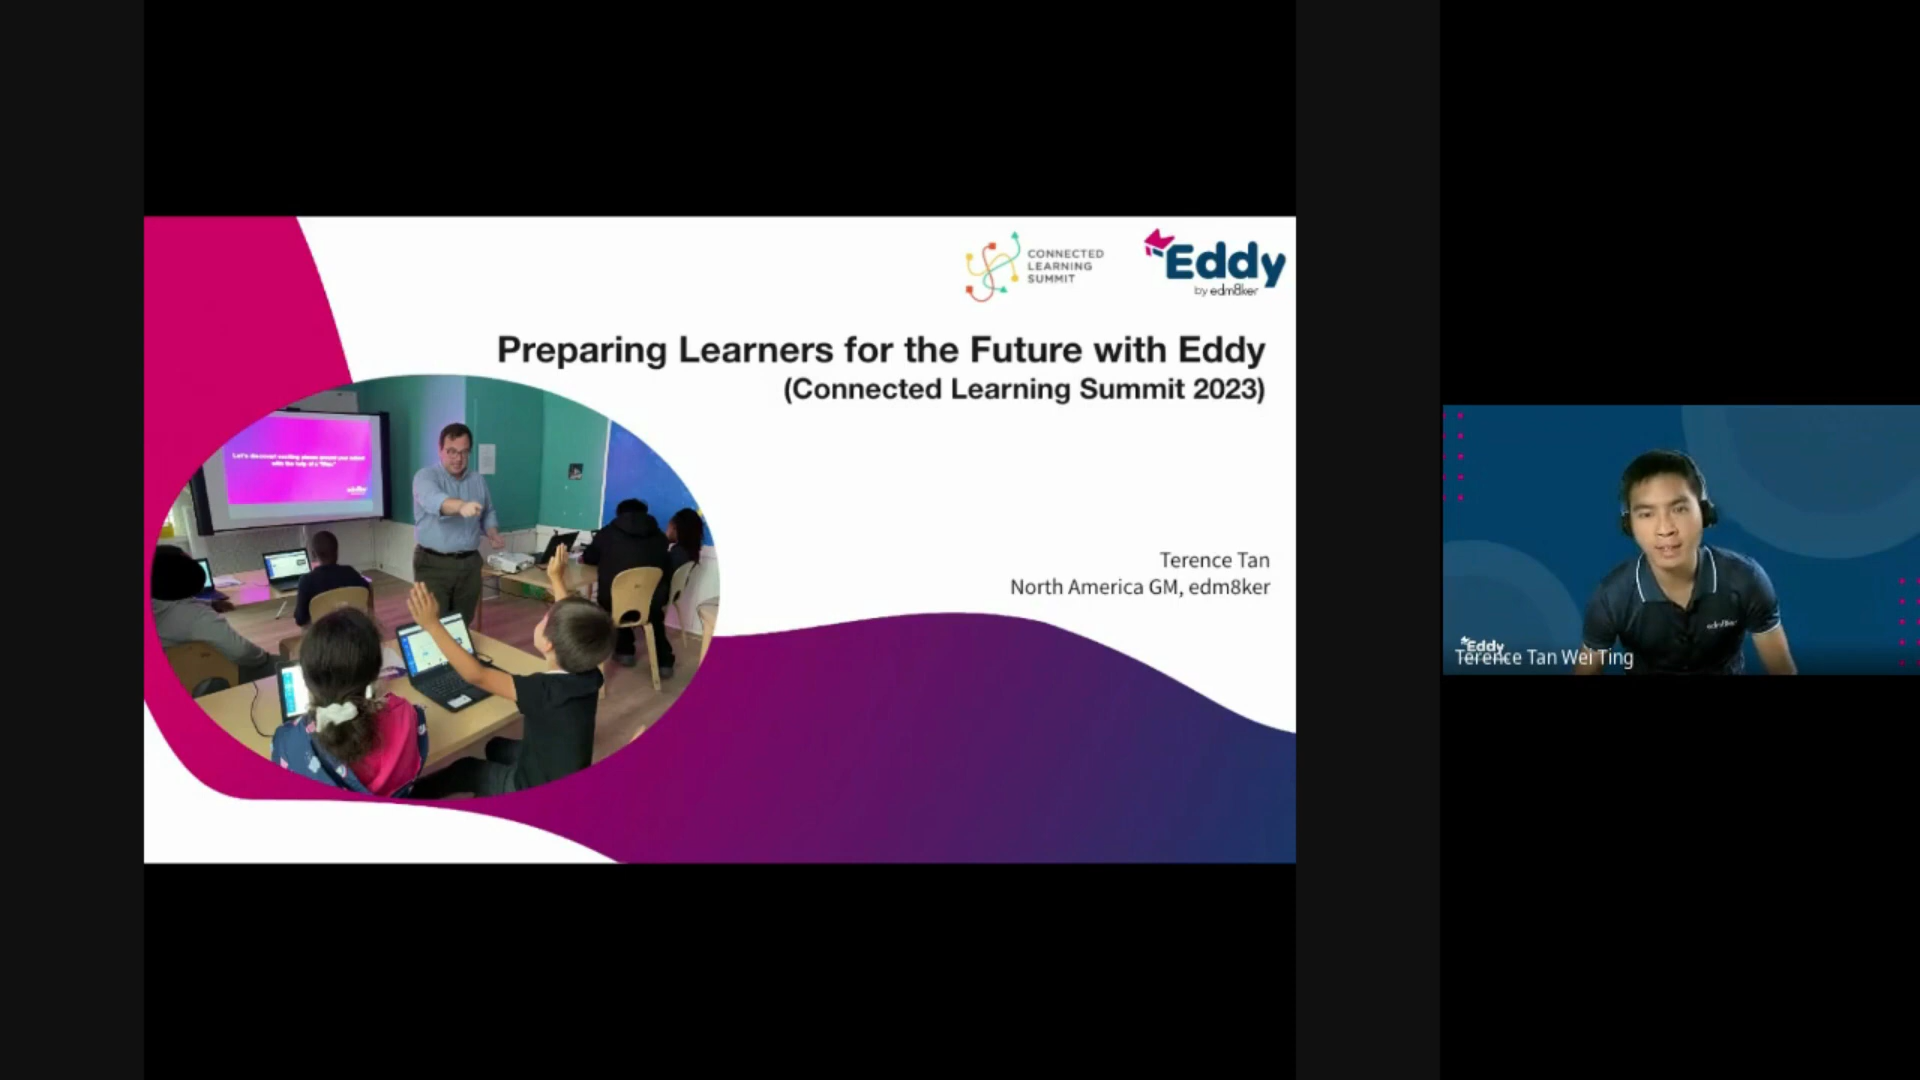 CONNECTED
LEARNING
SUMMIT
Eddy
by edm8ker
Preparing Learners for the Future with Eddy
(Connected Learning Summit 2023)
Terence Tan
North America GM, edm8ker
edm8ker
Eddy
Terence Tan Wei Ting